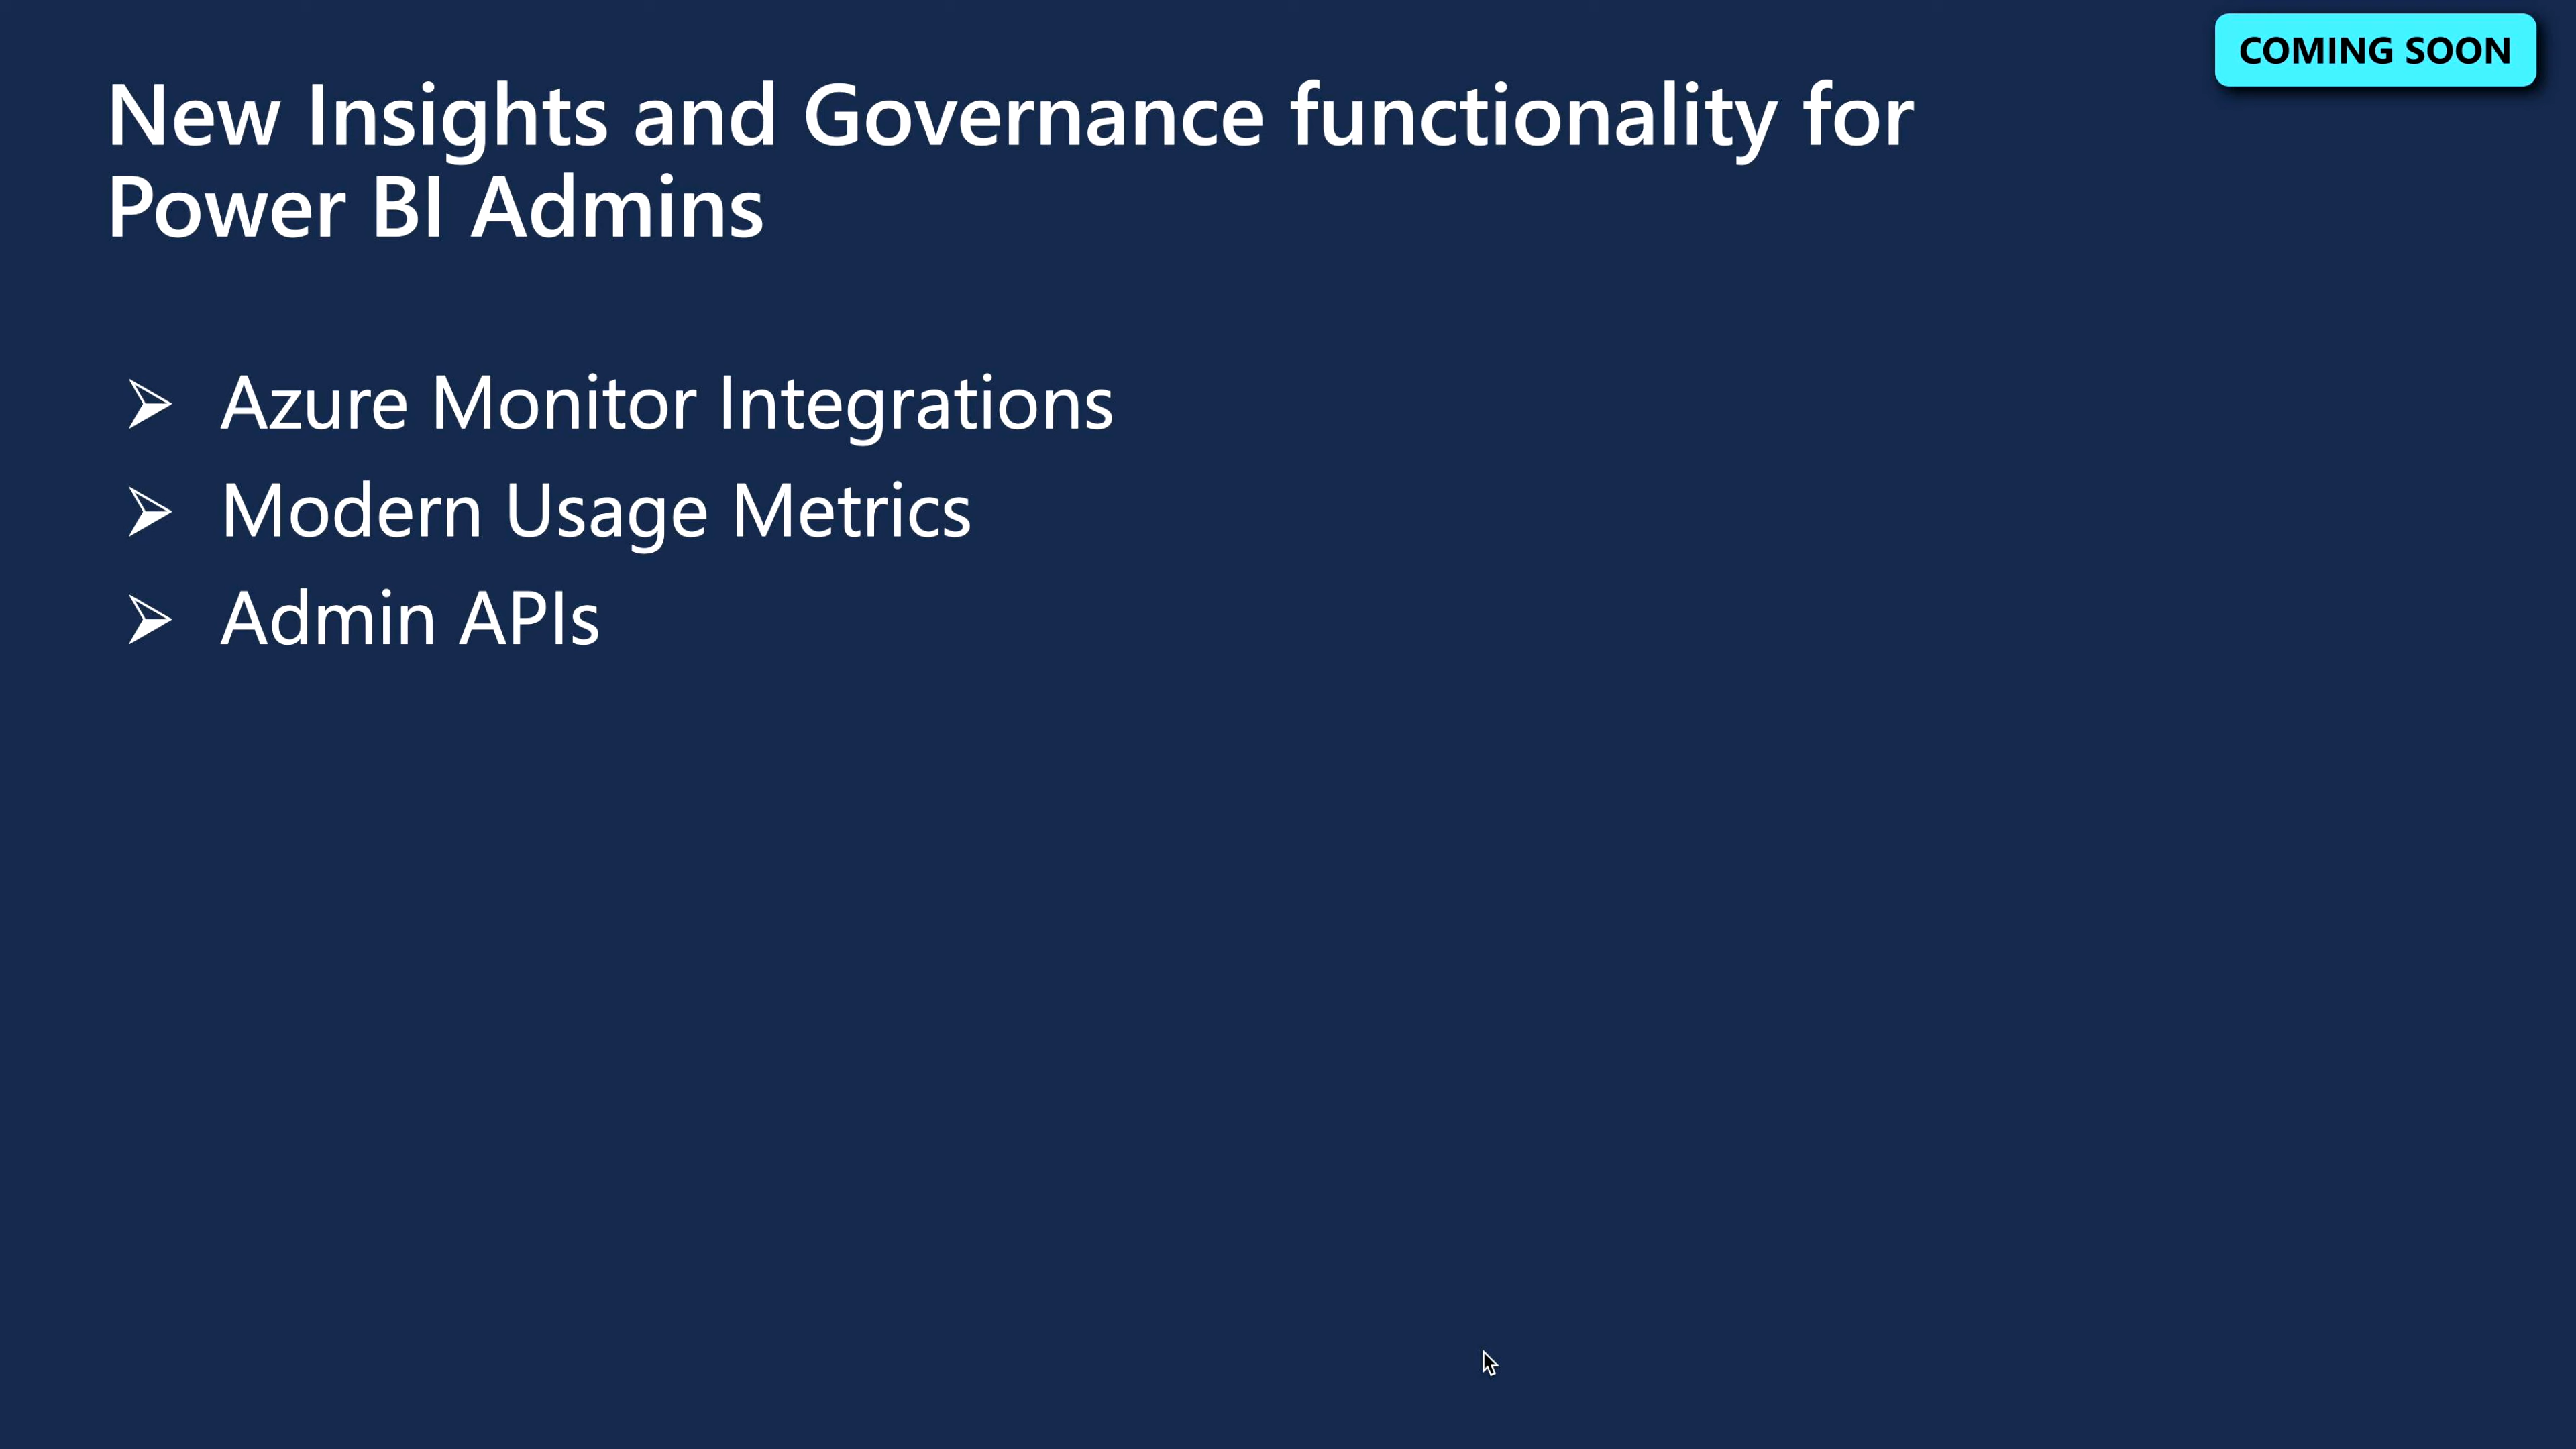 COMING SOON
New Insights and Governance functionality for
Power BI Admins
Azure Monitor Integrations
Modern Usage Metrics
Admin APIs